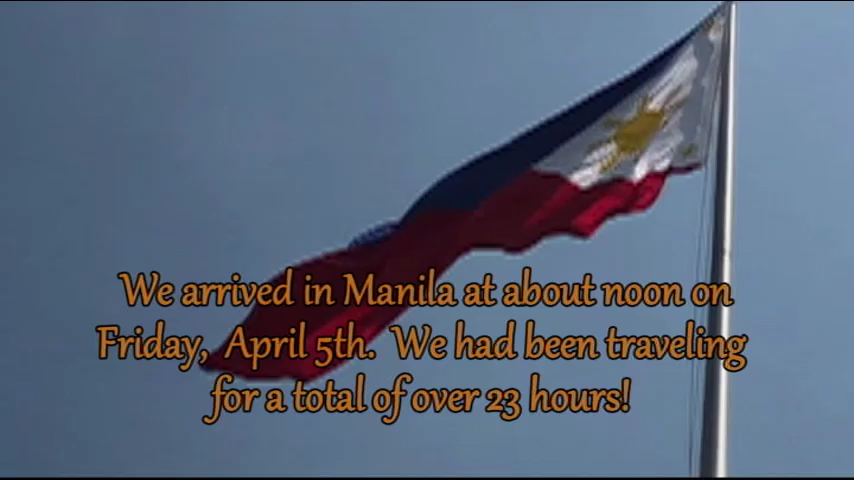 We arrived in Manila at about noon on
Friday, April 5th. We had been traveling
for a total of over 23 hours!